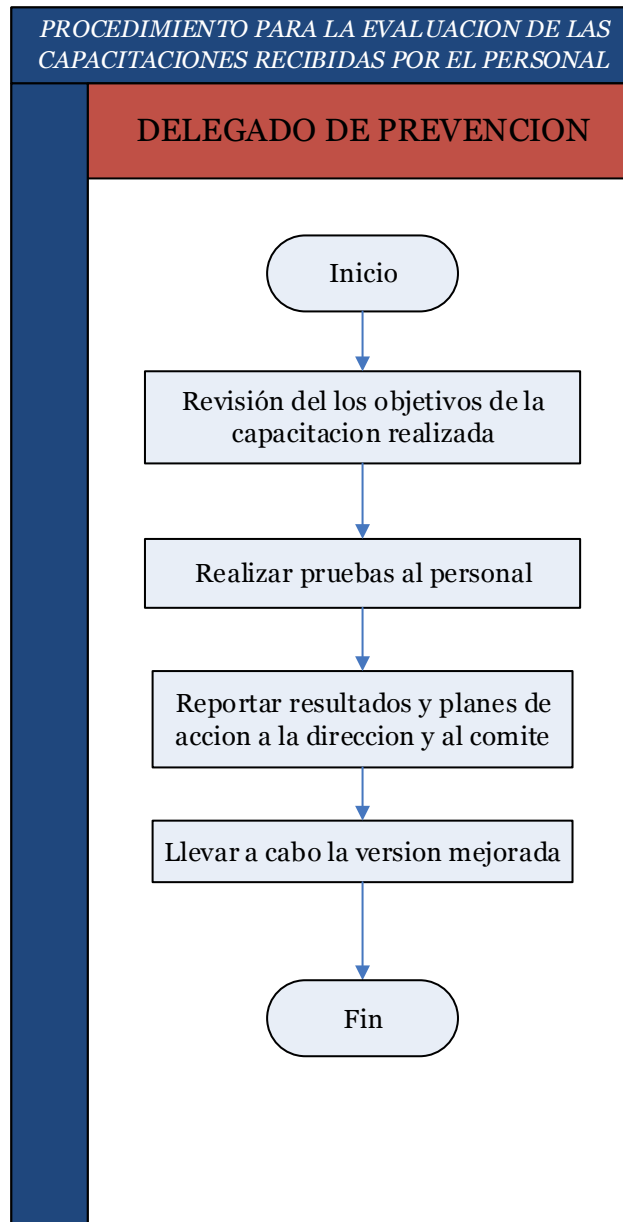 PROCEDIMIENTO PARA LA EVALUACION DE LAS
CAPACITACIONES RECIBIDAS POR EL PERSONAL
DELEGADO DE PREVENCION
Inicio
Revisión del los objetivos de la
capacitacion realizada
Realizar pruebas al personal
Reportar resultados y planes de
accion a la direccion y al comite
Llevar a cabo la version mejorada
Fin